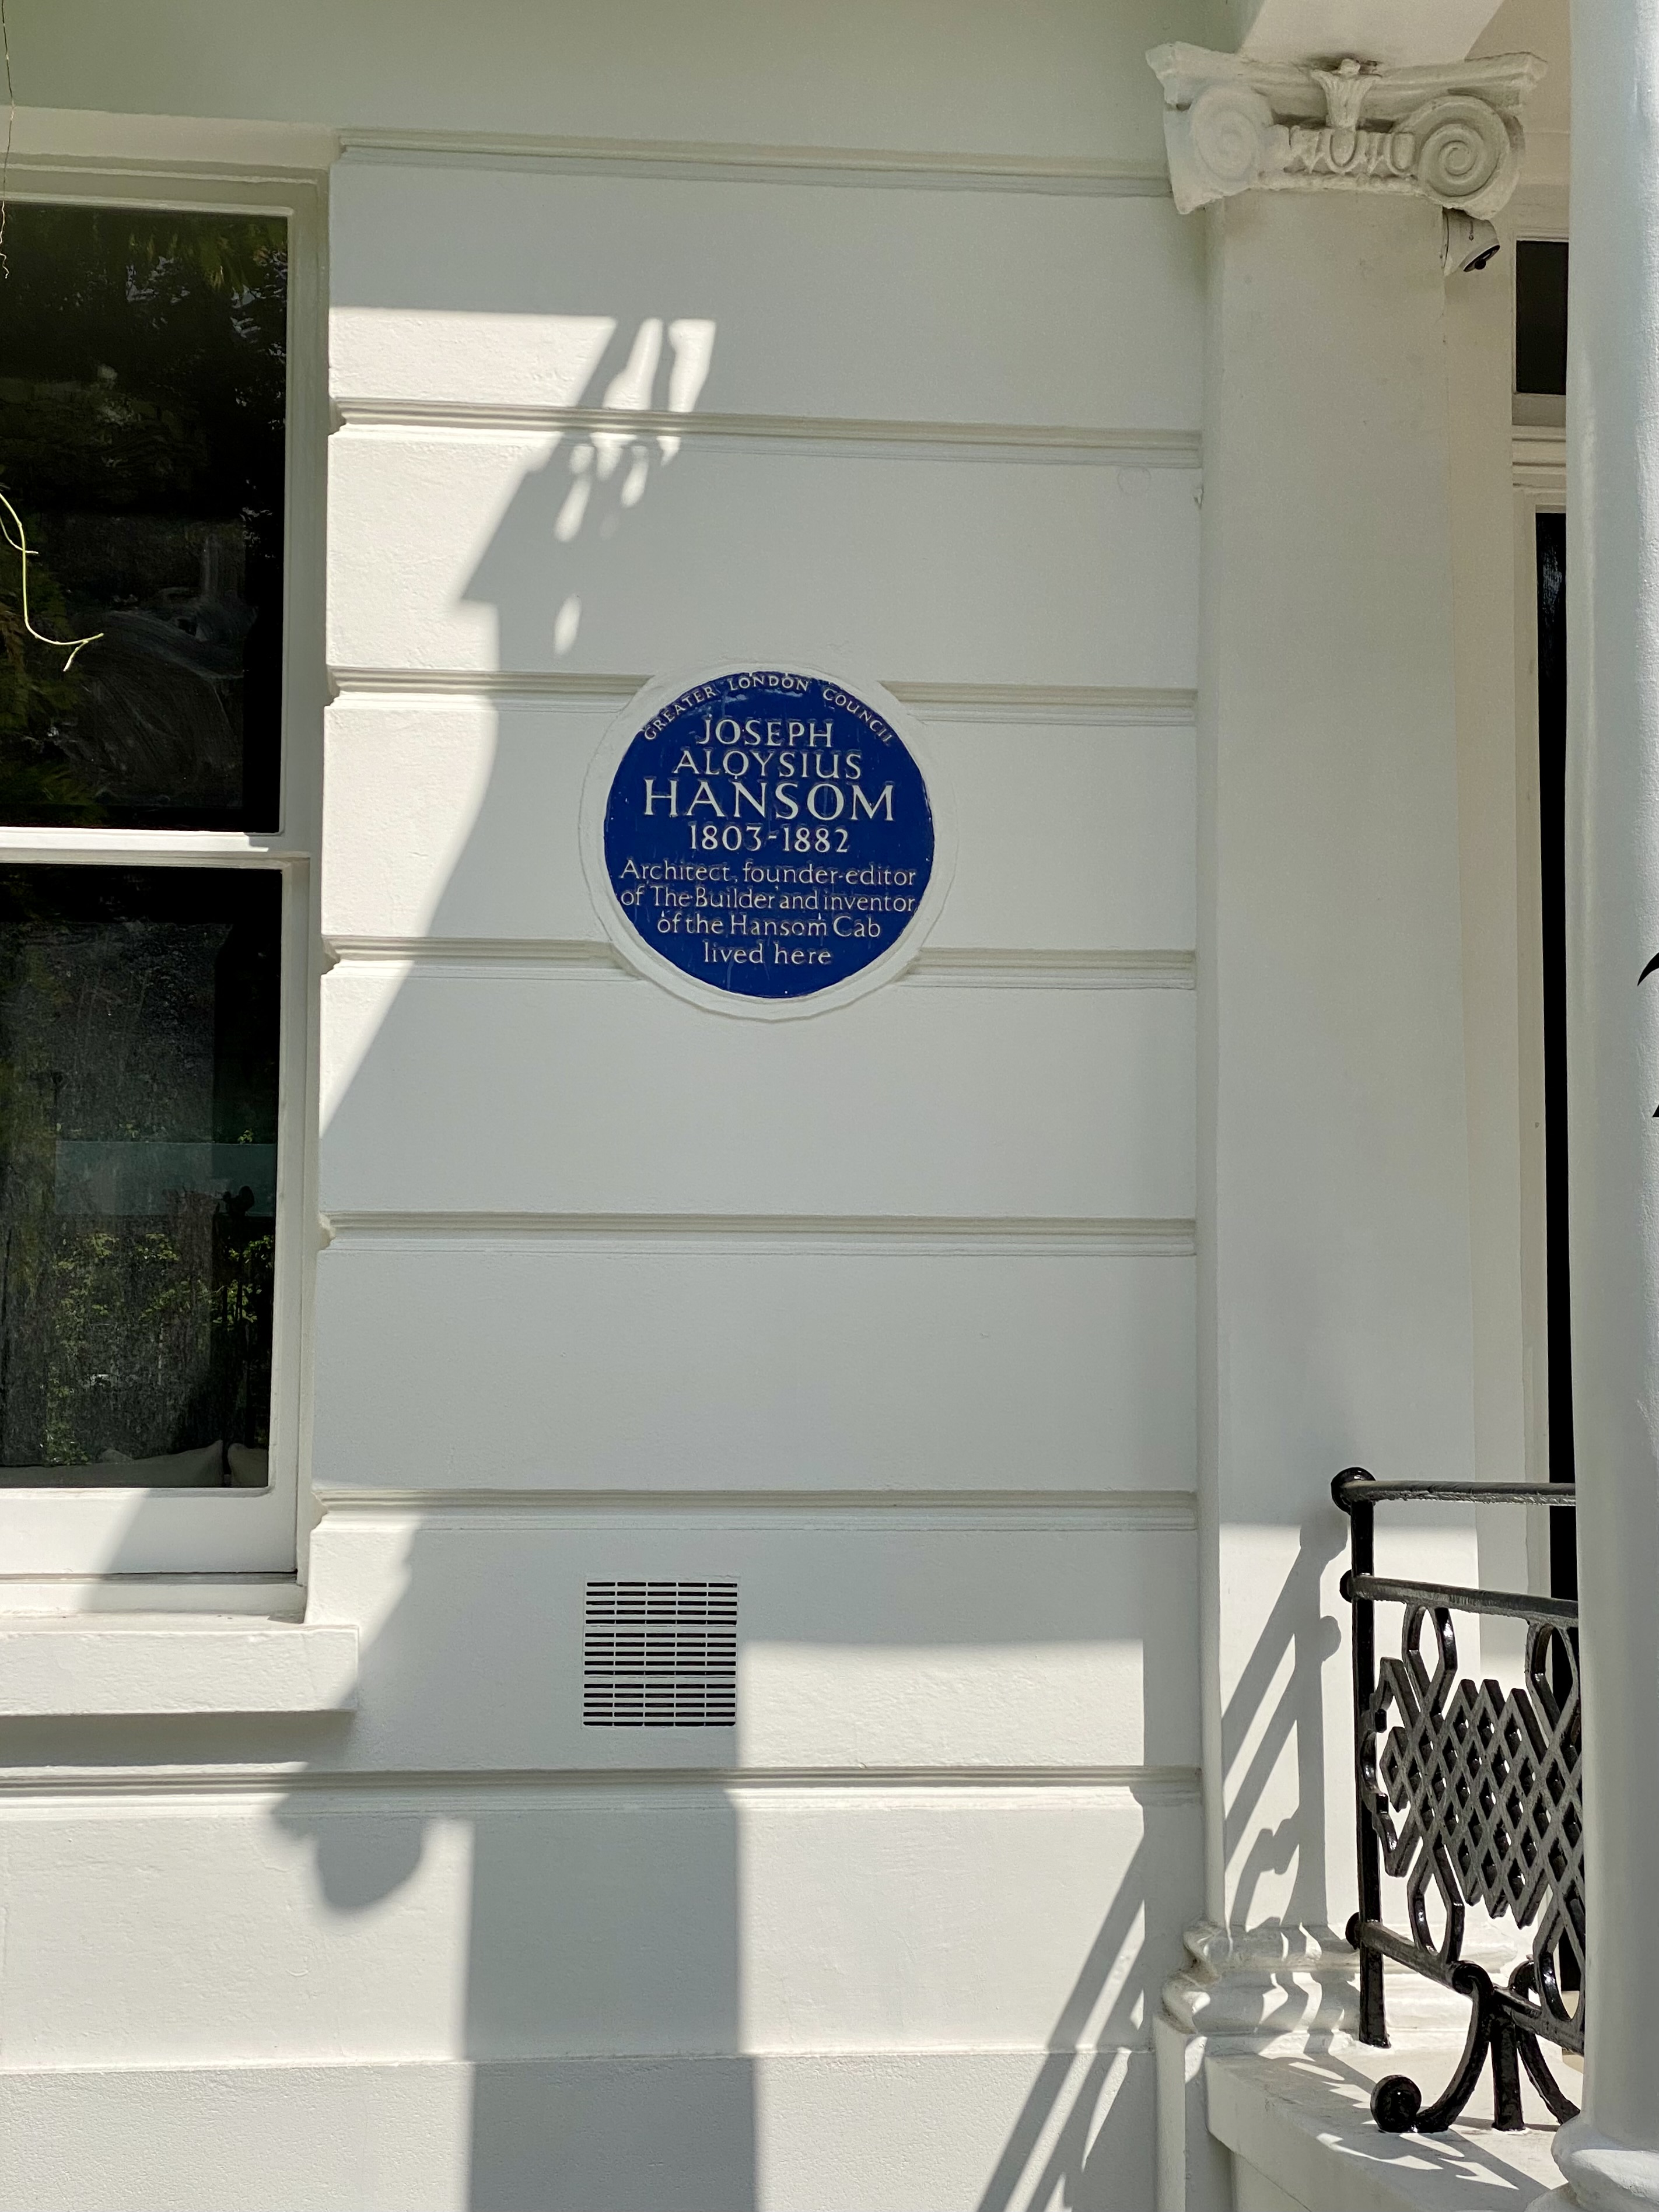 GREATER LONDON COUNCIL
JOSEPH
ALOYSIUS
HANSOM
1803-1882
Architect, founder-editor
of The Builder and inventor
of the Hansom Cab
lived here